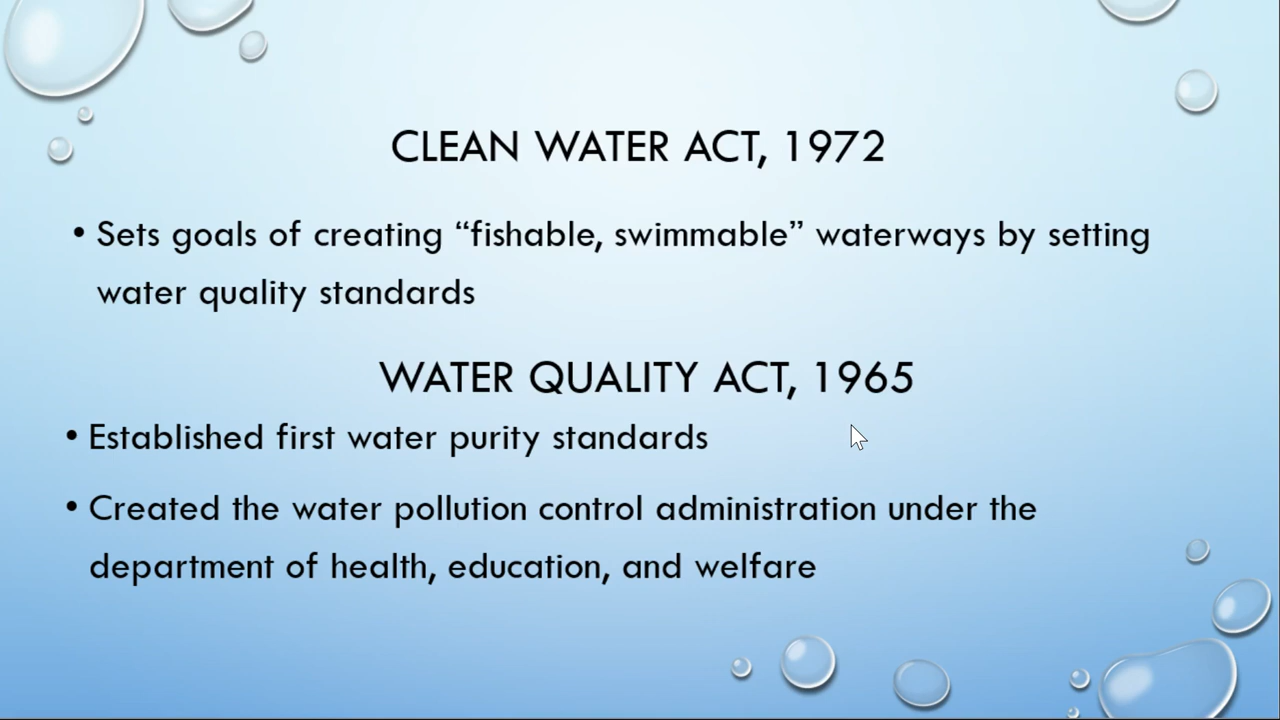 CLEAN WATER ACT, 1972
• Sets goals of creating “fishable, swimmable” waterways by setting
water quality standards
WATER QUALITY ACT, 1965
• Established first water purity standards
• Created the water pollution control administration under the
department of health, education, and welfare